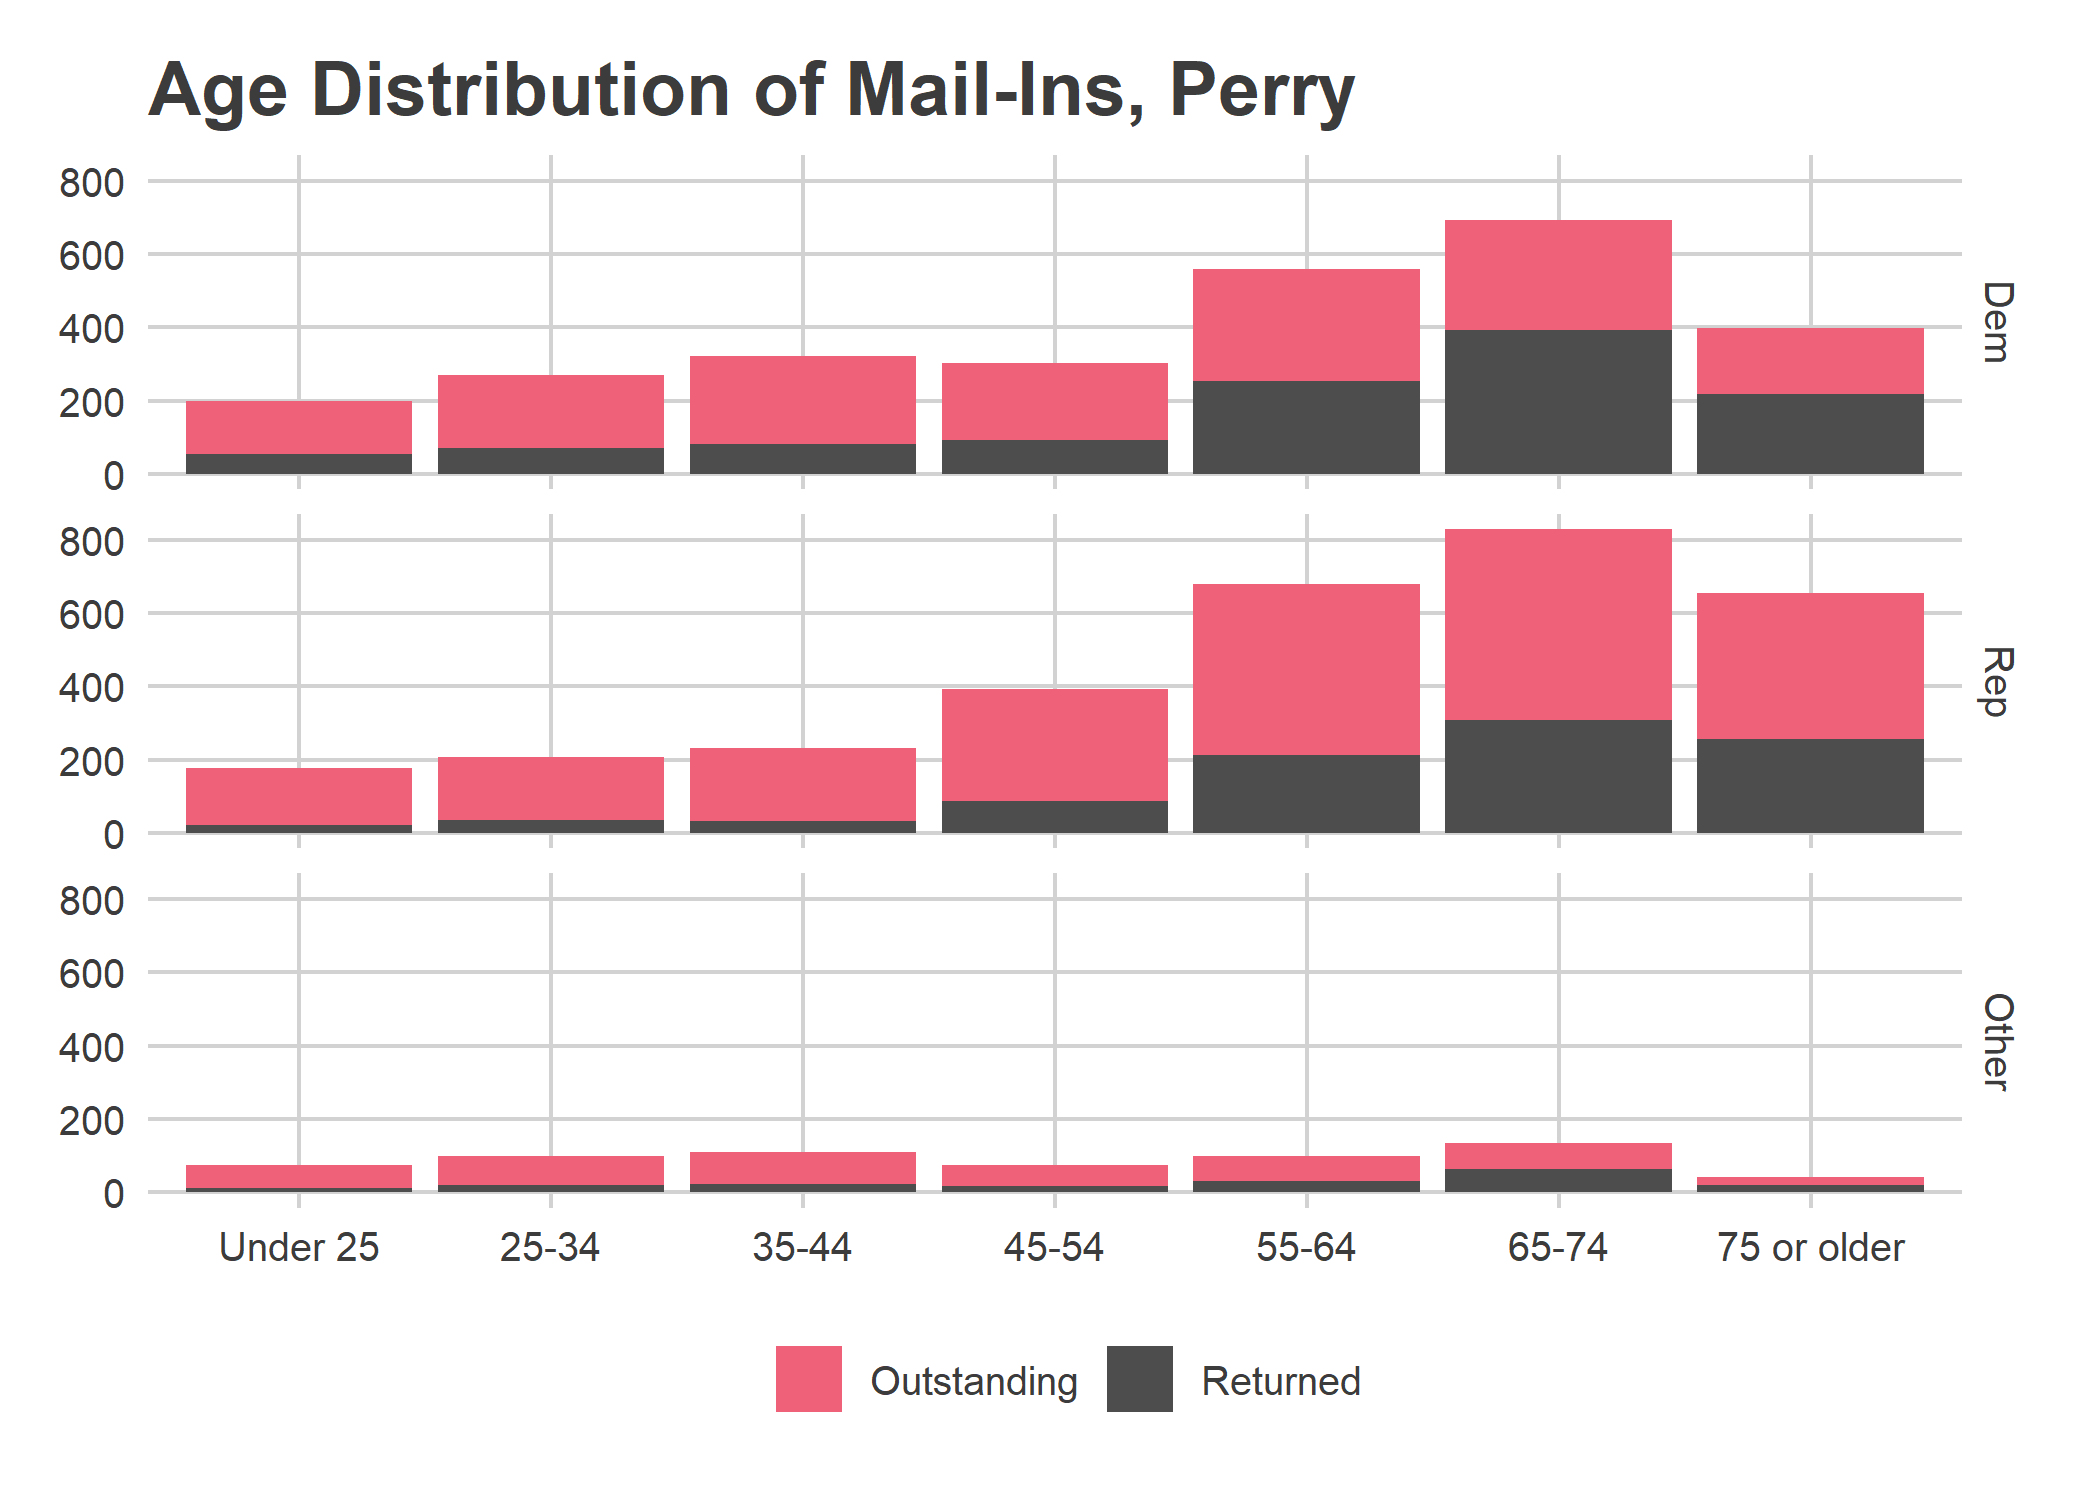 Age Distribution of Mail-Ins, Perry
800
600
400
200
0
Dem
800
600
400
200
0
Rep
800
600
400
200
0
Other
Under 25 25-34 35-44 45-54 55-64 65-74 75 or older
Outstanding Returned